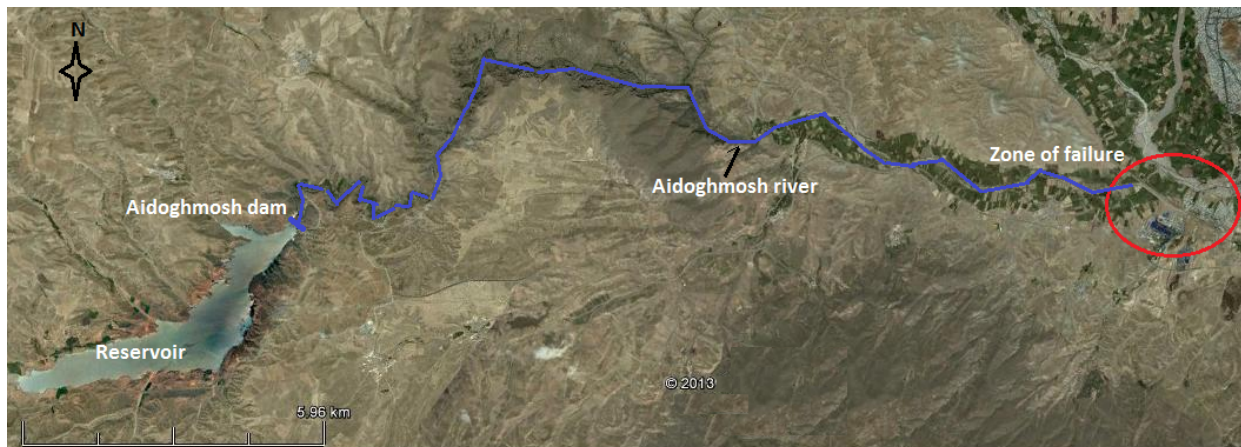 N
Zone of failure
Aidoghmosh river
Aidoghmosh dam
Reservoir
© 2013
5.96 km